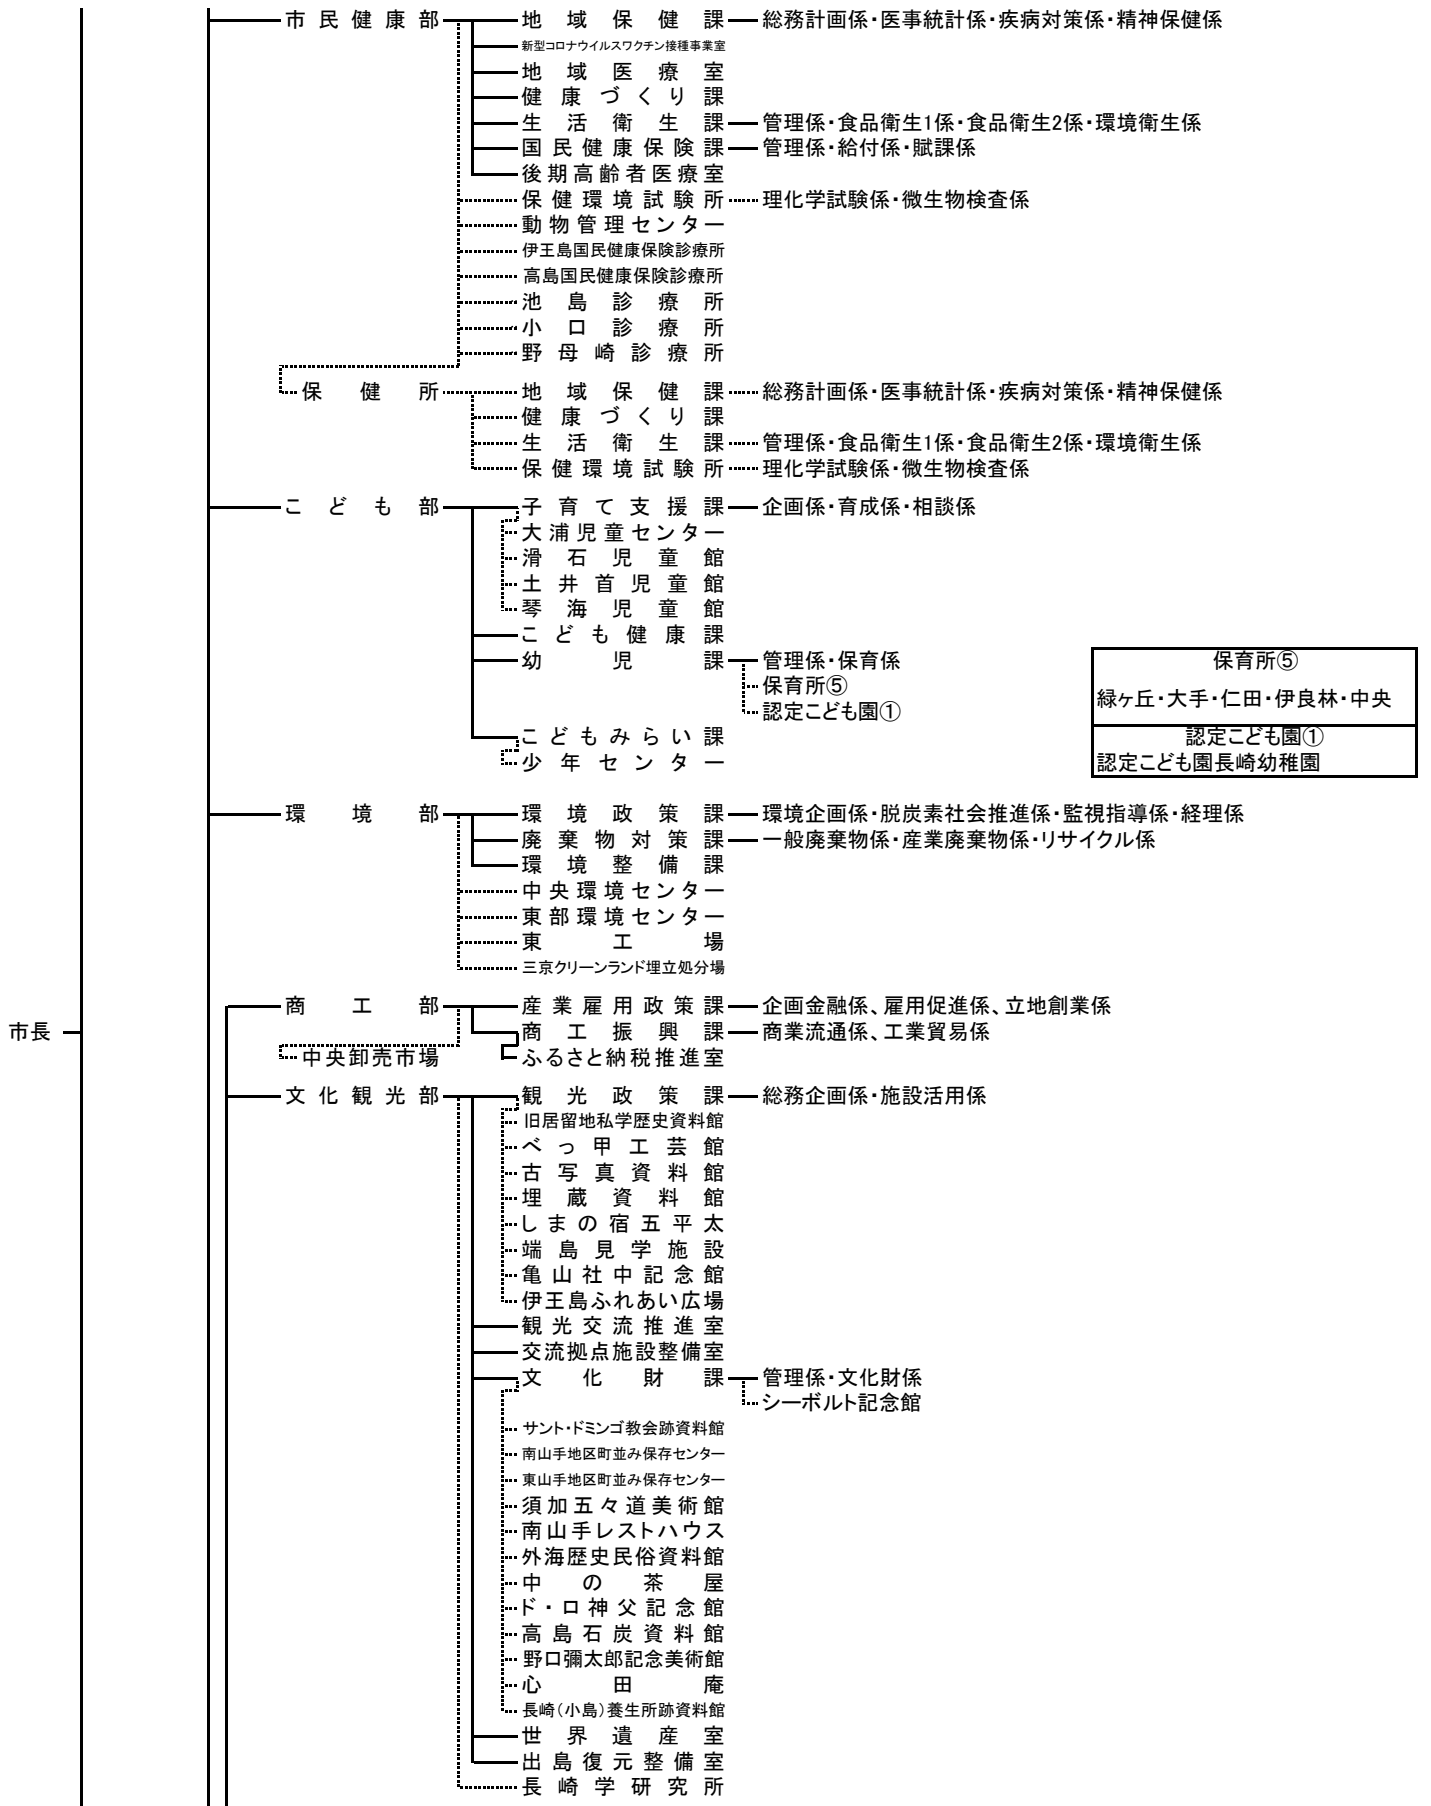 市民健康部 地域保健課 総務計画係・医事統計係・疾病対策係・精神保健係
新型コロナウイルスワクチン接種事業室
地域医療室
健康づくり課
生活衛生課 管理係・食品衛生1係・食品衛生2係・環境衛生係
国民健康保険課 管理係・給付係・賦課係
後期高齢者医療室
保健環境試験所 理化学試験係・微生物検査係
動物管理センター
伊王島国民健康保険診療所
高島国民健康保険診療所
池島診療所
小口診療所
野母崎診療所
保健所 地域保健課 総務計画係・医事統計係・疾病対策係・精神保健係
健康づくり課
生活衛生課 管理係・食品衛生1係・食品衛生2係・環境衛生係
保健環境試験所 理化学試験係・微生物検査係
こども部 子育て支援課 企画係・育成係・相談係
大浦児童センター
滑石児童館
土井首児童館
琴海児童館
こども健康課
幼児課 管理係・保育係
保育所⑤
認定こども園①
こどもみらい課
少年センター
保育所⑤
緑ヶ丘・大手・仁田・伊良林・中央
認定こども園①
認定こども園長崎幼稚園
環境部 環境政策課 環境企画係・脱炭素社会推進係・監視指導係・経理係
廃棄物対策課 一般廃棄物係・産業廃棄物係・リサイクル係
環境整備課
中央環境センター
東部環境センター
東工場
三京クリーンランド埋立処分場
商工部 産業雇用政策課 企画金融係、雇用促進係、立地創業係
市長 商工振興課 商業流通係、工業貿易係
中央卸売市場 ふるさと納税推進室
文化観光部 観光政策課 総務企画係・施設活用係
旧居留地私学歴史資料館
べっ甲工芸館
古写真資料館
埋蔵資料館
しまの宿五平太
端島見学施設
亀山社中記念館
伊王島ふれあい広場
観光交流推進室
交流拠点施設整備室
文化財課 管理係・文化財係
シーボルト記念館
サント・ドミンゴ教会跡資料館
南山手地区町並み保存センター
東山手地区町並み保存センター
須加五々道美術館
南山手レストハウス
外海歴史民俗資料館
中の茶屋
ド・ロ神父記念館
高島石炭資料館
野口彌太郎記念美術館
心田庵
長崎(小島)養生所跡資料館
世界遺産室
出島復元整備室
長崎学研究所